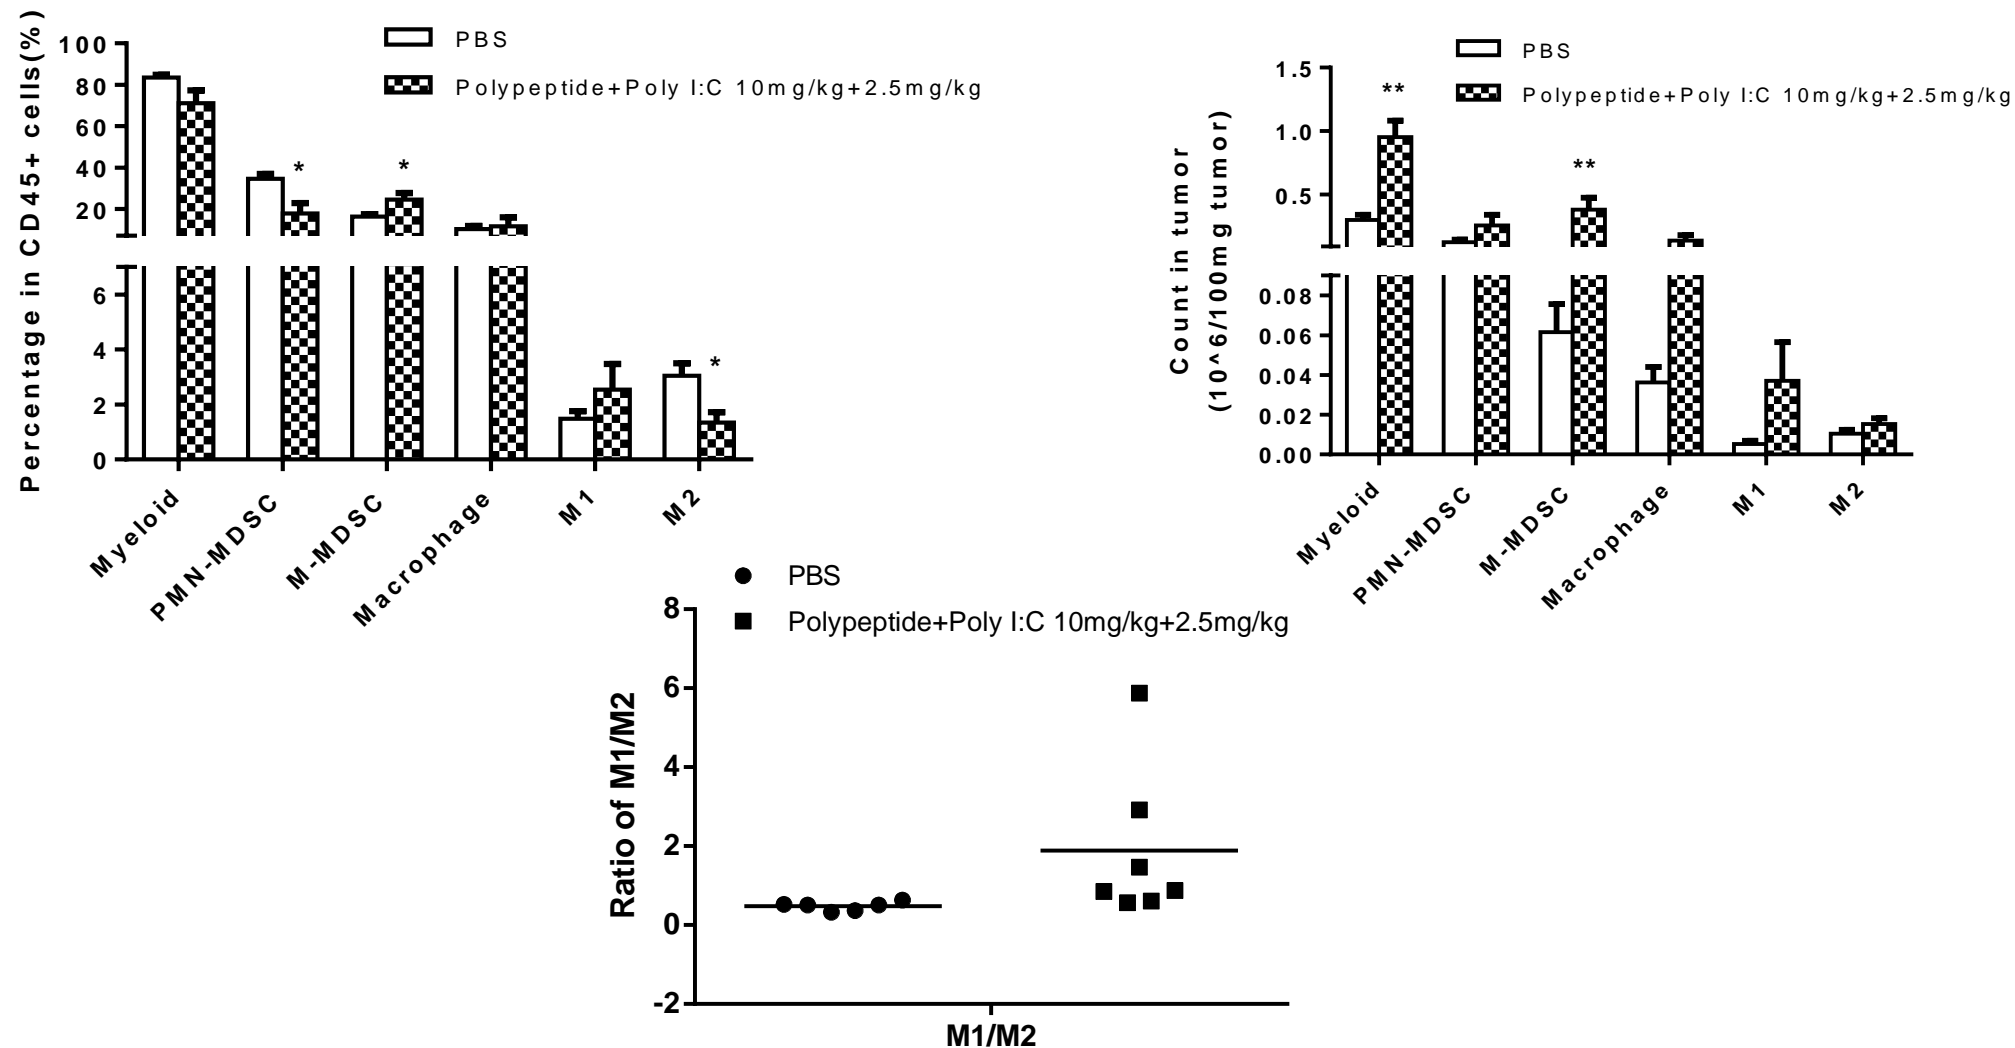 Percentage in CD45+ cells(%)
PBS
Polypeptide+Poly I:C 10mg/kg+2.5mg/kg
100
80
60
40
20
6
4
2
0
*
*
*
Myeloid
PMN-MDSC
M-MDSC
Macrophage
M1
M2
Count in tumor
(10^6/100mg tumor)
PBS
Polypeptide+Poly I:C 10mg/kg+2.5mg/kg
1.5
1.0
0.5
0.08
0.06
0.04
0.02
0.00
**
**
Myeloid
PMN-MDSC
M-MDSC
Macrophage
M1
M2
PBS
Polypeptide+Poly I:C 10mg/kg+2.5mg/kg
Ratio of M1/M2
8
6
4
2
0
-2
M1/M2